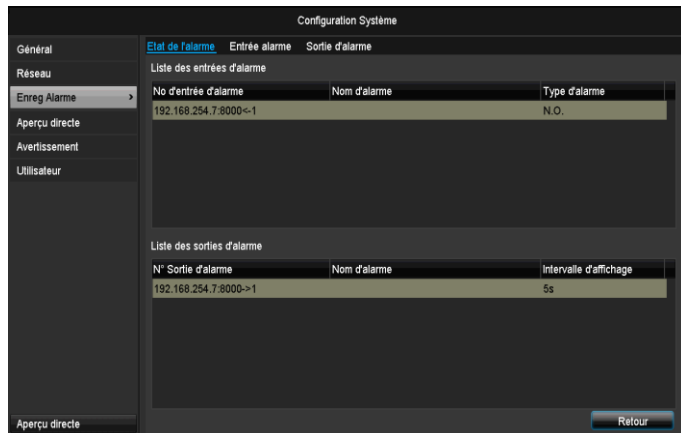 Configuration Système
Général
Réseau
Enreg Alarme >
Aperçu directe
Avertissement
Utilisateur
Aperçu directe
Etat de l'alarme Entrée alarme Sortie d'alarme
Liste des entrées d'alarme
No d'entrée d'alarme Nom d'alarme Type d'alarme
192.168.254.7:8000<-1 N.O.
Liste des sorties d'alarme
N° Sortie d'alarme Nom d'alarme Intervalle d'affichage
192.168.254.7:8000->1 5s
Retour